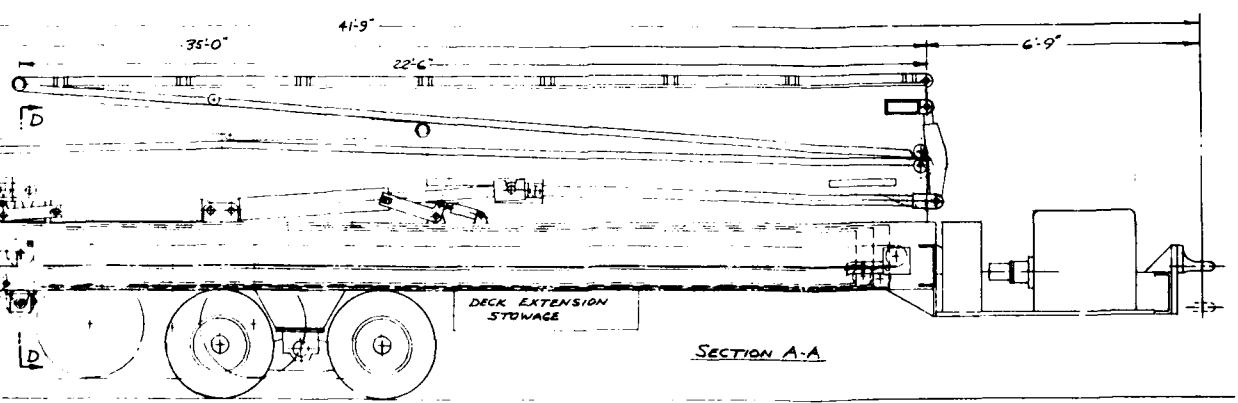 41'-9"
35'-0"
6'-9"
22'-6"
D
DECK EXTENSION
STOWAGE
SECTION A-A
D